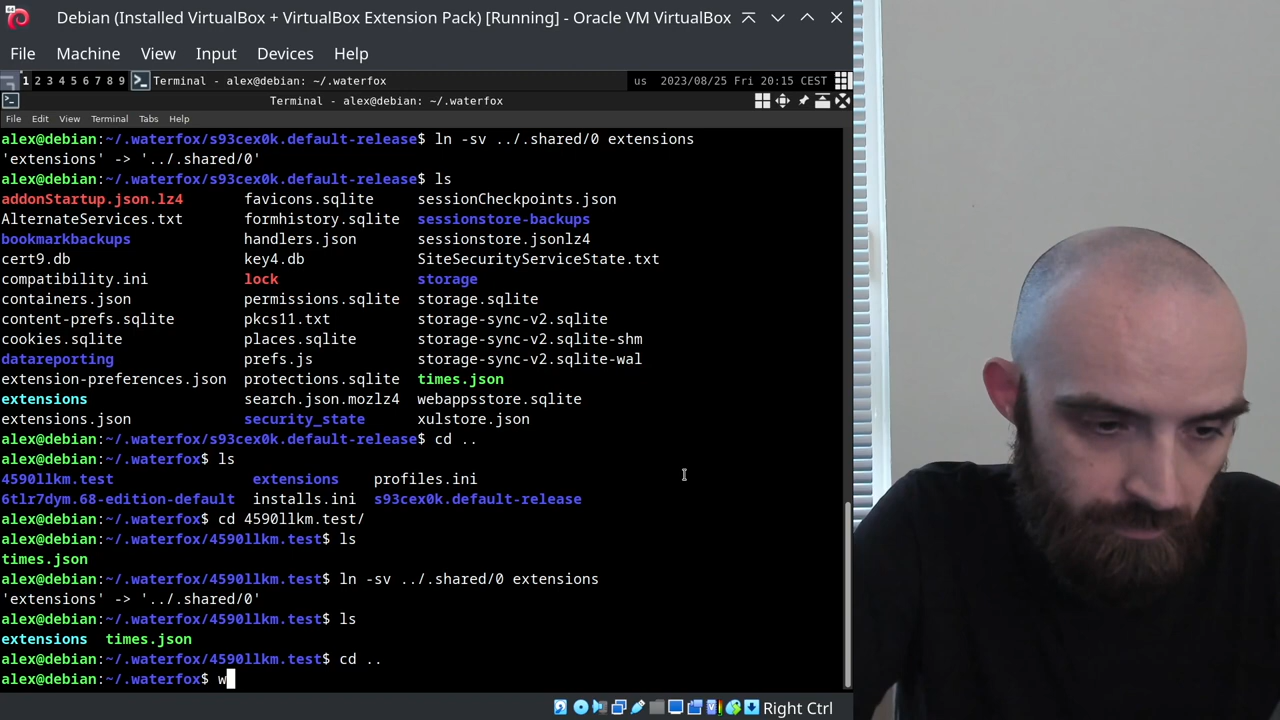 Debian (Installed VirtualBox + VirtualBox Extension Pack) [Running] - Oracle VM VirtualBox
File Machine View Input Devices Help
1 2 3 4 5 6 7 8 9 Terminal - alex@debian: ~/.waterfox us 2023/08/25 Fri 20:15 CEST
Terminal - alex@debian: ~/.waterfox
File Edit View Terminal Tabs Help
alex@debian:~/.waterfox/s93cex0k.default-release$ ln -sv ../.shared/0 extensions
'extensions' -> '../.shared/0'
alex@debian:~/.waterfox/s93cex0k.default-release$ ls
addonStartup.json.lz4 favicons.sqlite sessionCheckpoints.json
AlternateServices.txt formhistory.sqlite sessionstore-backups
bookmarkbackups handlers.json sessionstore.jsonlz4
cert9.db key4.db SiteSecurityServiceState.txt
compatibility.ini lock storage
containers.json permissions.sqlite storage.sqlite
content-prefs.sqlite pkcs11.txt storage-sync-v2.sqlite
cookies.sqlite places.sqlite storage-sync-v2.sqlite-shm
datareporting prefs.js storage-sync-v2.sqlite-wal
extension-preferences.json protections.sqlite times.json
extensions search.json.mozlz4 webappsstore.sqlite
extensions.json security_state xulstore.json
alex@debian:~/.waterfox/s93cex0k.default-release$ cd ..
alex@debian:~/.waterfox$ ls
4590llkm.test extensions profiles.ini
6tlr7dym.68-edition-default installs.ini s93cex0k.default-release
alex@debian:~/.waterfox$ cd 4590llkm.test/
alex@debian:~/.waterfox/4590llkm.test$ ls
times.json
alex@debian:~/.waterfox/4590llkm.test$ ln -sv ../.shared/0 extensions
'extensions' -> '../.shared/0'
alex@debian:~/.waterfox/4590llkm.test$ ls
extensions times.json
alex@debian:~/.waterfox/4590llkm.test$ cd ..
alex@debian:~/.waterfox$ w
Right Ctrl